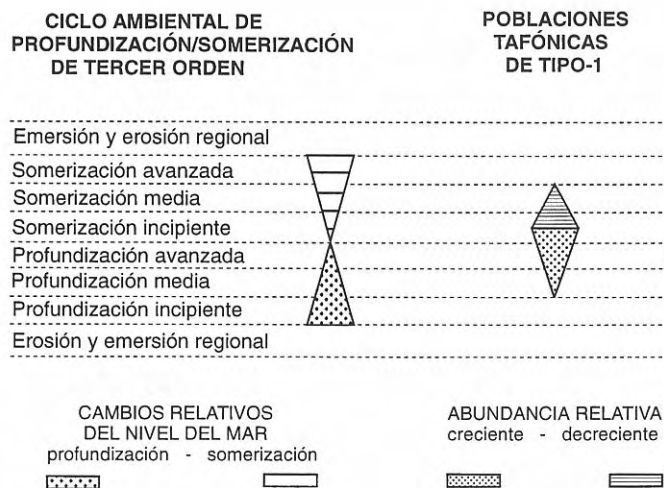 CICLO AMBIENTAL DE
PROFUNDIZACIÓN/SOMERIZACIÓN
DE TERCER ORDEN
POBLACIONES
TAFÓNICAS
DE TIPO-1
Emersión y erosión regional
Somerización avanzada
Somerización media
Somerización incipiente
Profundización avanzada
Profundización media
Profundización incipiente
Erosión y emersión regional
CAMBIOS RELATIVOS
DEL NIVEL DEL MAR
profundización - somerización
ABUNDANCIA RELATIVA
creciente - decreciente